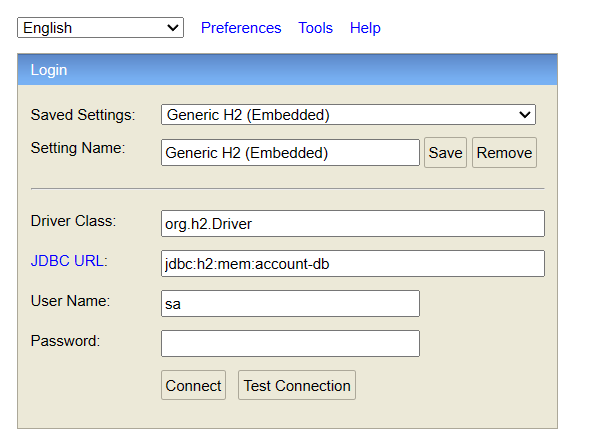 English Preferences Tools Help
Login
Saved Settings: Generic H2 (Embedded)
Setting Name: Generic H2 (Embedded) Save Remove
Driver Class: org.h2.Driver
JDBC URL: jdbc:h2:mem:account-db
User Name: sa
Password:
Connect Test Connection